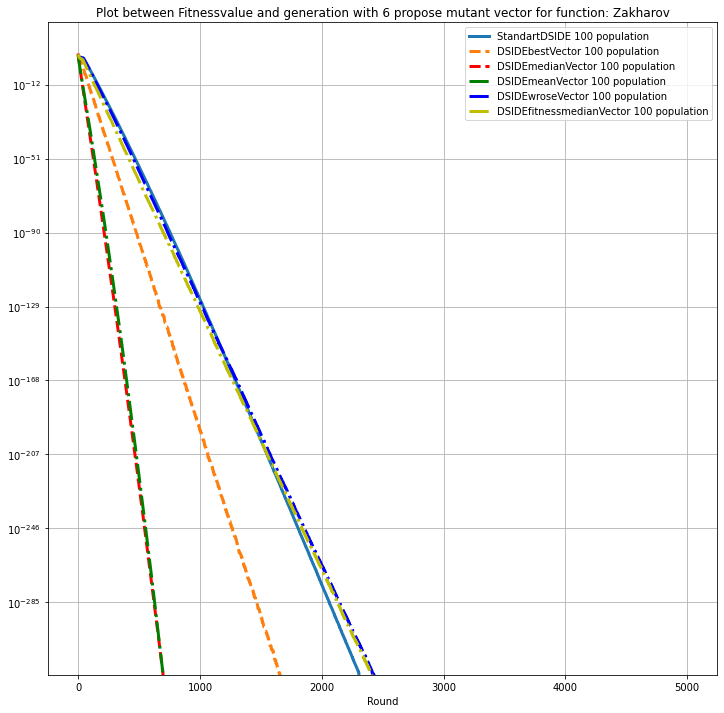 Plot between Fitnessvalue and generation with 6 propose mutant vector for function: Zakharov
StandartDSIDE 100 population
DSIDEbestVector 100 population
DSIDEmedianVector 100 population
DSIDEmeanVector 100 population
DSIDEwroseVector 100 population
DSIDEfitnessmedianVector 100 population
10⁻¹²
10⁻⁵¹
10⁻⁹⁰
10⁻¹²⁹
10⁻¹⁶⁸
10⁻²⁰⁷
10⁻²⁴⁶
10⁻²⁸⁵
0 1000 2000 3000 4000 5000
Round